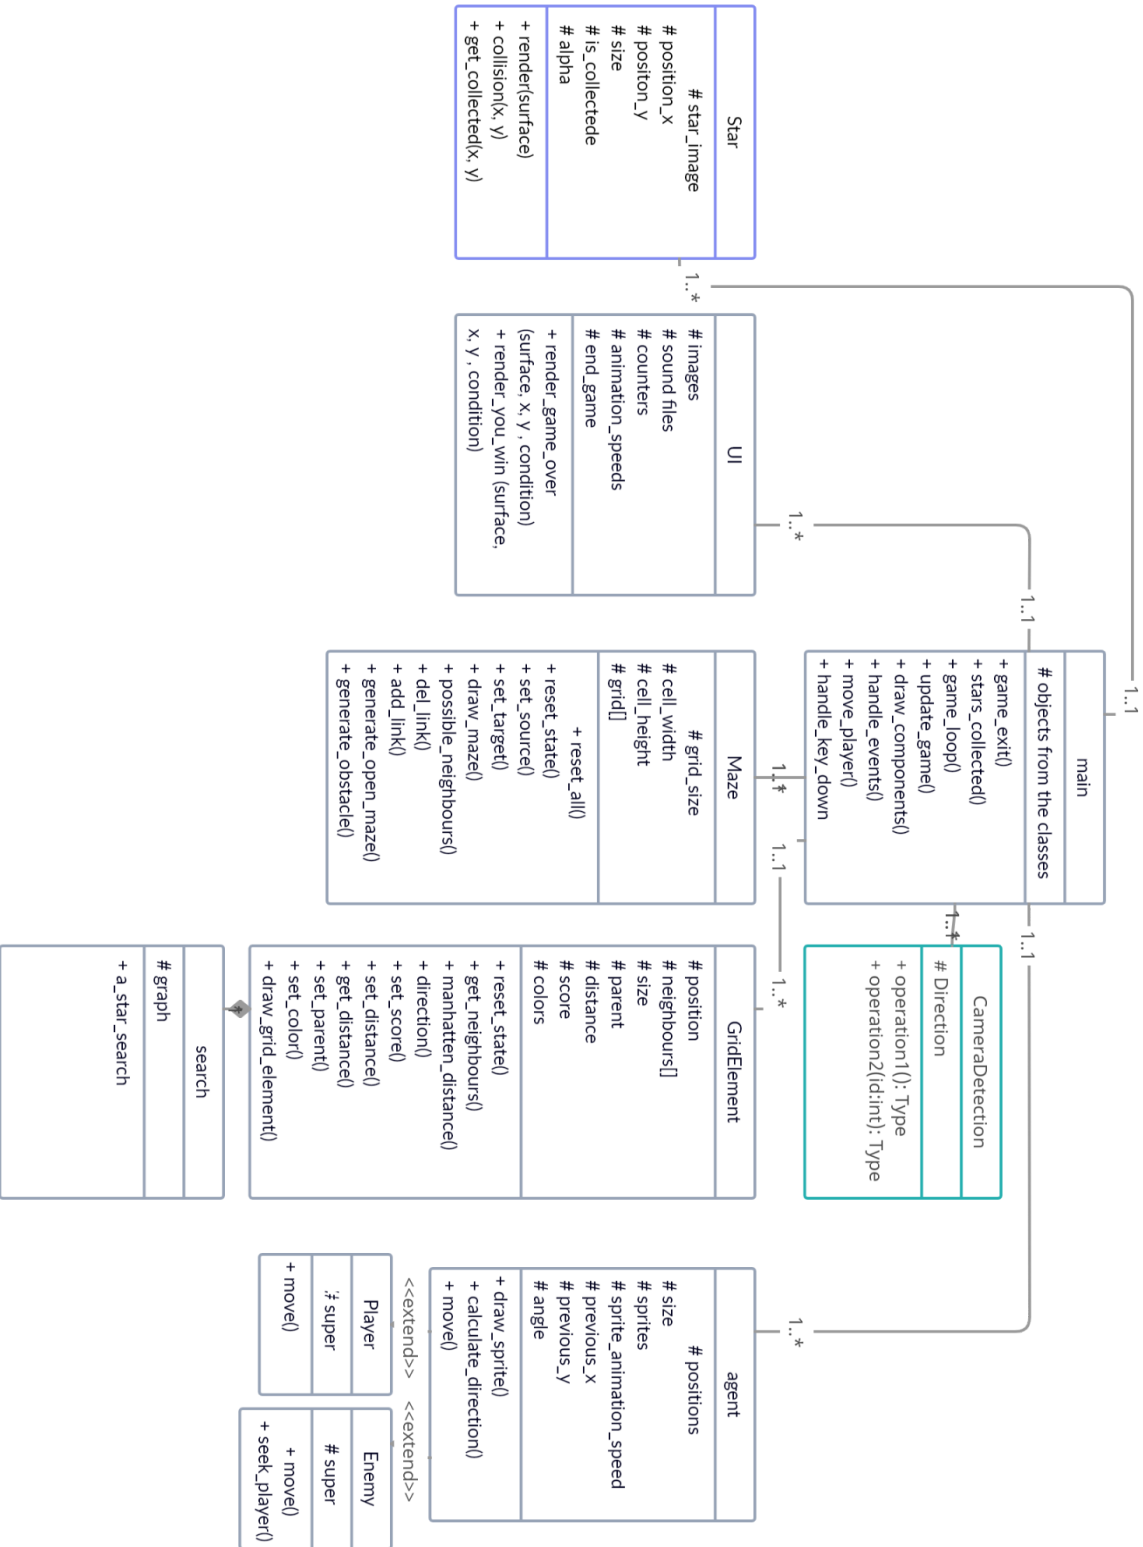 main
# objects from the classes
+ game_exit()
+ stars_collected()
+ game_loop()
+ update_game()
+ draw_components()
+ handle_events()
+ move_player()
+ handle_key_down
1..1
1..1
1..1
1..*
1..*
1..*
1..*
1..*
1..1
1..*
Star
# star_image
# position_x
# positon_y
# size
# is_collectede
# alpha
+ render(surface)
+ collision(x, y)
+ get_collected(x, y)
UI
# images
# sound files
# counters
# animation_speeds
# end_game
+ render_game_over
(surface, x, y , condition)
+ render_you_win (surface,
x, y , condition)
Maze
# grid_size
# cell_width
# cell_height
# grid[]
+ reset_all()
+ reset_state()
+ set_source()
+ set_target()
+ draw_maze()
+ possible_neighbours()
+ del_link()
+ add_link()
+ generate_open_maze()
+ generate_obstacle()
CameraDetection
# Direction
+ operation1(): Type
+ operation2(id:int): Type
GridElement
# position
# neighbours[]
# size
# parent
# distance
# score
# colors
+ reset_state()
+ get_neighbours()
+ manhatten_distance()
+ direction()
+ set_score()
+ set_distance()
+ get_distance()
+ set_parent()
+ set_color()
+ draw_grid_element()
search
# graph
+ a_star_search
agent
# positions
# size
# sprites
# sprite_animation_speed
# previous_x
# previous_y
# angle
+ draw_sprite()
+ calculate_direction()
+ move()
<<extend>>
<<extend>>
Player
# super
+ move()
Enemy
# super
+ move()
+ seek_player()